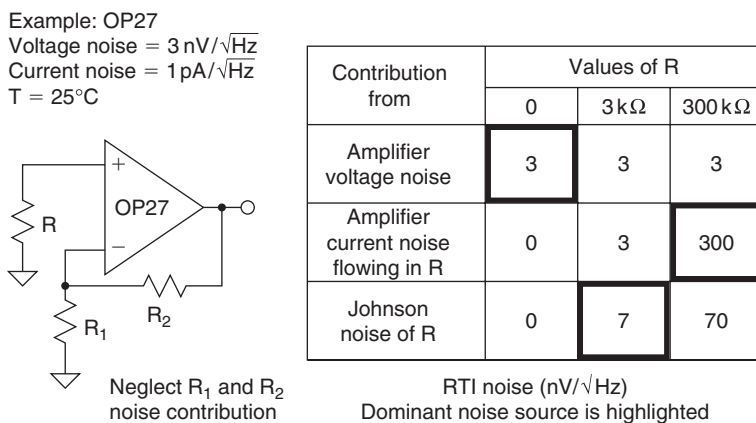 Example: OP27
Voltage noise = 3 nV/√Hz
Current noise = 1 pA/√Hz
T = 25°C
+
OP27
−
R
R1
R2
Neglect R1 and R2
noise contribution
Contribution
from
Values of R
0 3 kΩ 300 kΩ
Amplifier
voltage noise
3 3 3
Amplifier
current noise
flowing in R
0 3 300
Johnson
noise of R
0 7 70
RTI noise (nV/√Hz)
Dominant noise source is highlighted